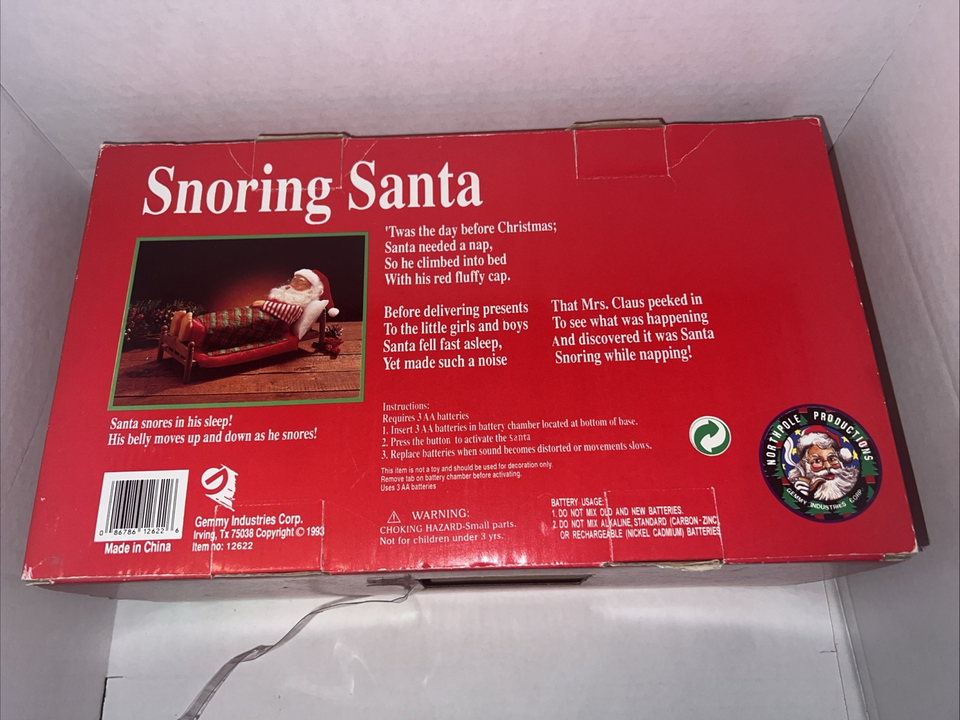 Snoring Santa
'Twas the day before Christmas;
Santa needed a nap,
So he climbed into bed
With his red fluffy cap.
Before delivering presents
To the little girls and boys
Santa fell fast asleep,
Yet made such a noise
That Mrs. Claus peeked in
To see what was happening
And discovered it was Santa
Snoring while napping!
Santa snores in his sleep!
His belly moves up and down as he snores!
Instructions:
Requires 3 AA batteries
1. Insert 3 AA batteries in battery chamber located at bottom of base.
2. Press the button to activate the santa
3. Replace batteries when sound becomes distorted or movements slows.
This item is not a toy and should be used for decoration only.
Remove tab on battery chamber before activating.
Uses 3 AA batteries
0 86786 12622 6
Made in China
Gemmy Industries Corp.
Irving, Tx 75038 Copyright © 1993
Item no: 12622
WARNING:
CHOKING HAZARD-Small parts.
Not for children under 3 yrs.
BATTERY USAGE:
1. DO NOT MIX OLD AND NEW BATTERIES.
2. DO NOT MIX ALKALINE, STANDARD (CARBON-ZINC)
OR RECHARGEABLE (NICKEL CADMIUM) BATTERIES
NORTHPOLE PRODUCTIONS
GEMMY INDUSTRIES CORP.